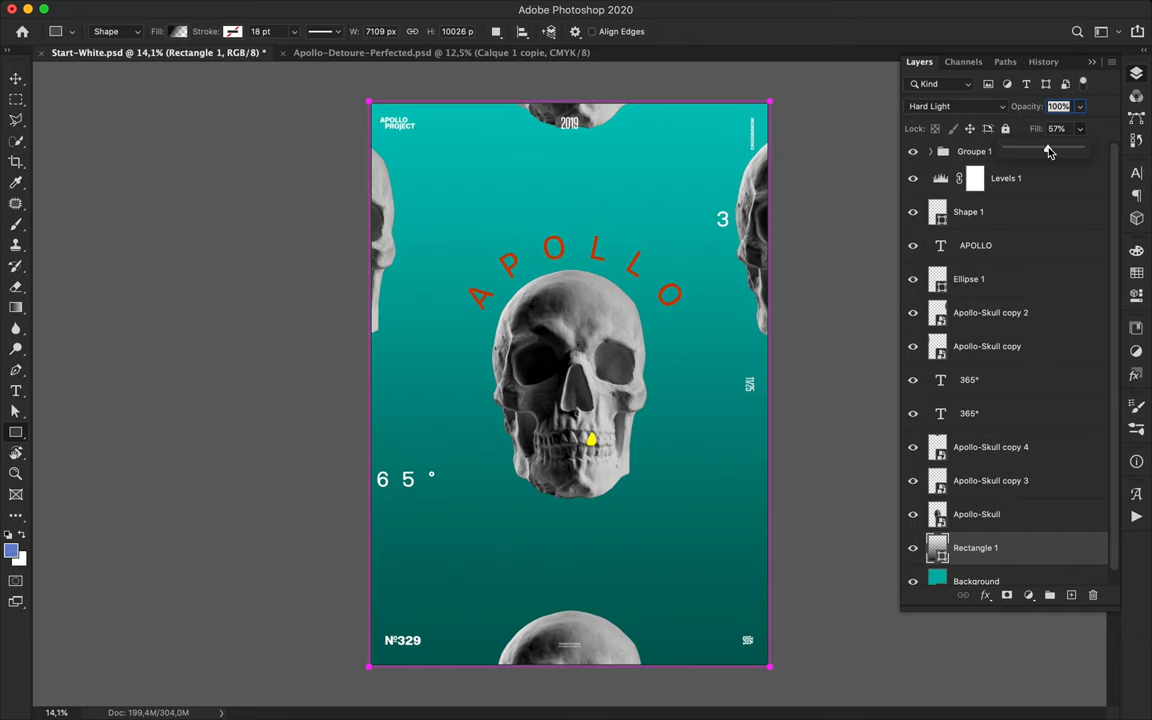 Adobe Photoshop 2020
Shape Fill: Stroke: 18 pt W: 7109 px H: 10026 p Align Edges
Start-White.psd @ 14,1% (Rectangle 1, RGB/8) * Apollo-Detoure-Perfected.psd @ 12,5% (Calque 1 copie, CMYK/8)
Layers Channels Paths History
Kind
Hard Light Opacity: 100%
Lock: Fill: 57%
Groupe 1
Levels 1
Shape 1
APOLLO
Ellipse 1
Apollo-Skull copy 2
Apollo-Skull copy
365°
365°
Apollo-Skull copy 4
Apollo-Skull copy 3
Apollo-Skull
Rectangle 1
Background
APOLLO
PROJECT
2019
3
APOLLO
11/25
65°
Nº329
14,1% Doc: 199,4M/304,0M